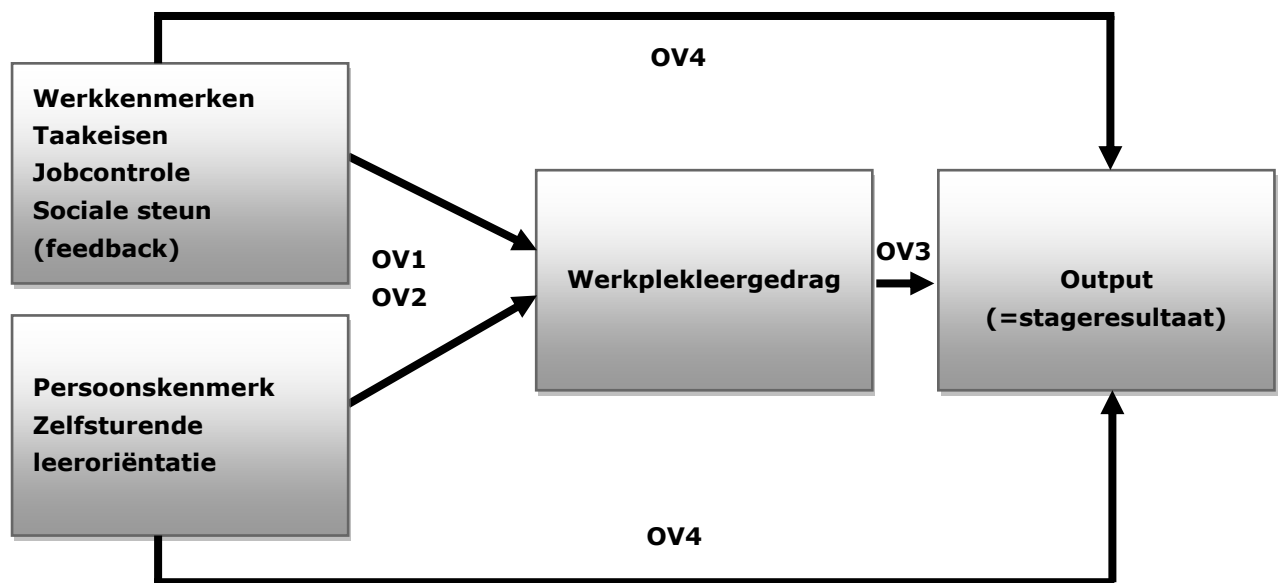 OV4
Werkkenmerken
Taakeisen
Jobcontrole
Sociale steun
(feedback)
OV1
OV2
Werkplekleergedrag
OV3
Output
(=stageresultaat)
Persoonskenmerk
Zelfsturende
leeroriëntatie
OV4